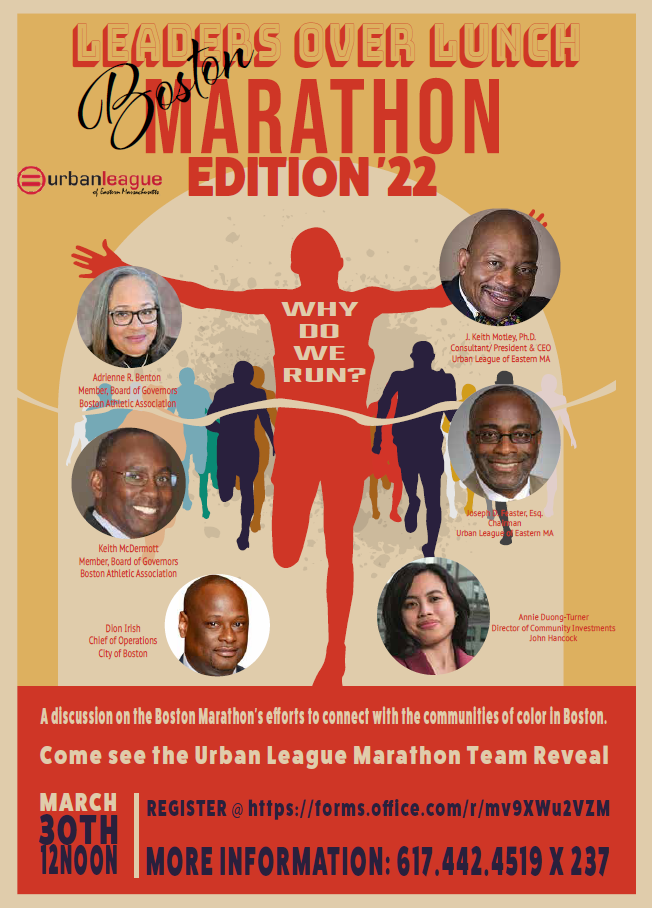 LEADERS OVER LUNCH
Boston
MARATHON
EDITION '22
urbanleague
of Eastern Massachusetts
WHY
DO
WE
RUN?
J. Keith Motley, Ph.D.
Consultant/ President & CEO
Urban League of Eastern MA
Adrienne R. Benton
Member, Board of Governors
Boston Athletic Association
Joseph D. Feaster, Esq.
Chairman
Urban League of Eastern MA
Keith McDermott
Member, Board of Governors
Boston Athletic Association
Dion Irish
Chief of Operations
City of Boston
Annie Duong-Turner
Director of Community Investments
John Hancock
A discussion on the Boston Marathon's efforts to connect with the communities of color in Boston.
Come see the Urban League Marathon Team Reveal
MARCH
30TH
12NOON
REGISTER @ https://forms.office.com/r/mv9XWu2VZM
MORE INFORMATION: 617.442.4519 X 237